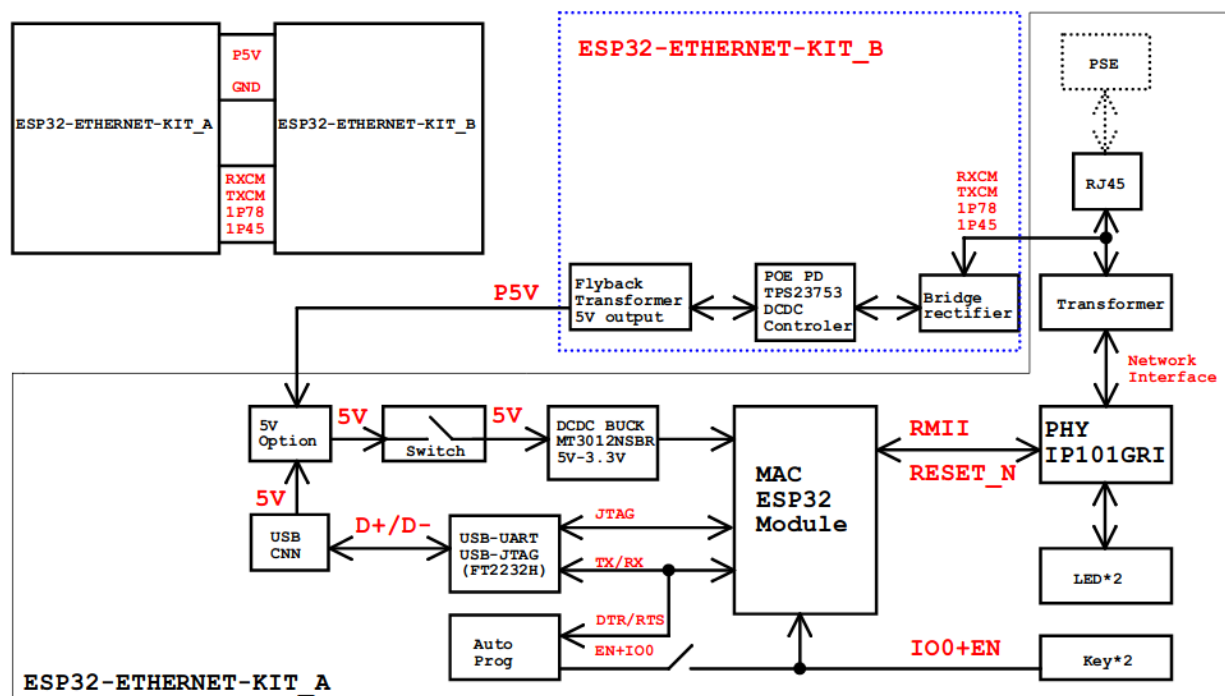 ESP32-ETHERNET-KIT_A
P5V
GND
RXCM
TXCM
1P78
1P45
ESP32-ETHERNET-KIT_B
ESP32-ETHERNET-KIT_B
PSE
RJ45
RXCM
TXCM
1P78
1P45
P5V
Flyback
Transformer
5V output
POE PD
TPS23753
DCDC
Controler
Bridge
rectifier
Transformer
Network
Interface
5V
Option
5V
Switch
5V
DCDC BUCK
MT3012NSBR
5V-3.3V
MAC
ESP32
Module
RMII
RESET_N
PHY
IP101GRI
5V
USB
CNN
D+/D-
USB-UART
USB-JTAG
(FT2232H)
JTAG
TX/RX
LED*2
DTR/RTS
Auto
Prog
EN+IO0
IO0+EN
Key*2
ESP32-ETHERNET-KIT_A